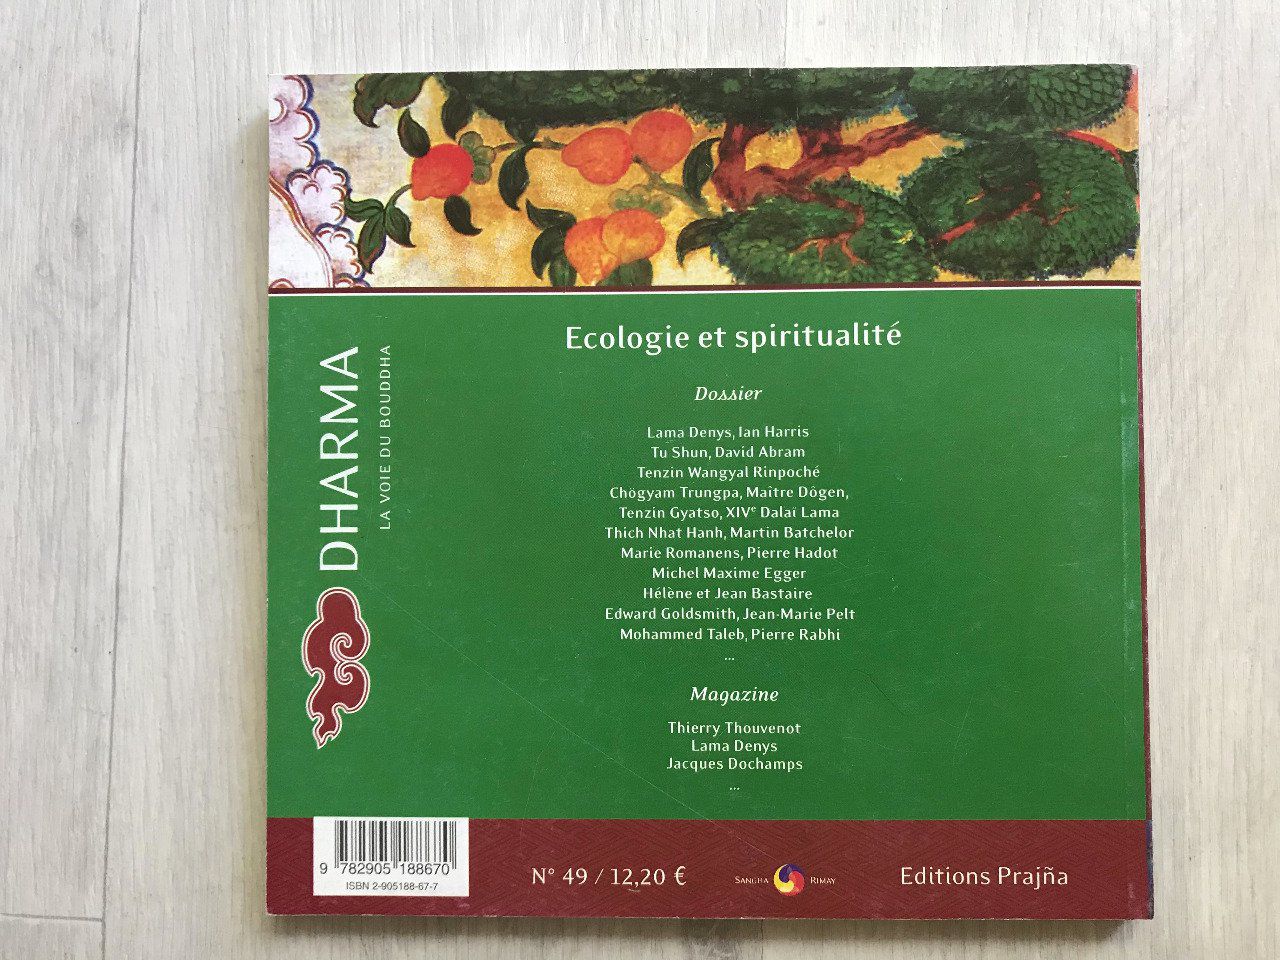 Ecologie et spiritualité
Dossier
Lama Denys, Ian Harris
Tu Shun, David Abram
Tenzin Wangyal Rinpoché
Chögyam Trungpa, Maître Dôgen,
Tenzin Gyatso, XIVe Dalaï Lama
Thich Nhat Hanh, Martin Batchelor
Marie Romanens, Pierre Hadot
Michel Maxime Egger
Hélène et Jean Bastaire
Edward Goldsmith, Jean-Marie Pelt
Mohammed Taleb, Pierre Rabhi
...
Magazine
Thierry Thouvenot
Lama Denys
Jacques Dochamps
...
DHARMA
LA VOIE DU BOUDDHA
9 782905 188670
ISBN 2-905188-67-7
N° 49 / 12,20 €
SANGHA RIMAY
Editions Prajña